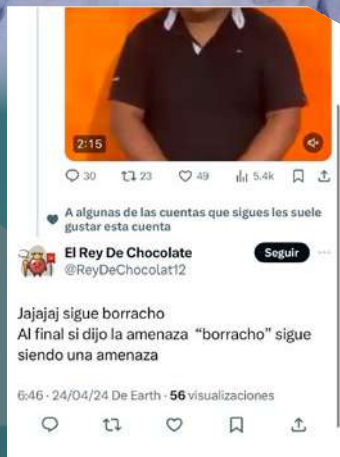 2:15
30 23 49 5.4k
A algunas de las cuentas que sigues les suele
gustar esta cuenta
El Rey De Chocolate
Seguir
@ReyDeChocolat12
Jajajaj sigue borracho
Al final si dijo la amenaza “borracho” sigue
siendo una amenaza
6:46 · 24/04/24 De Earth · 56 visualizaciones